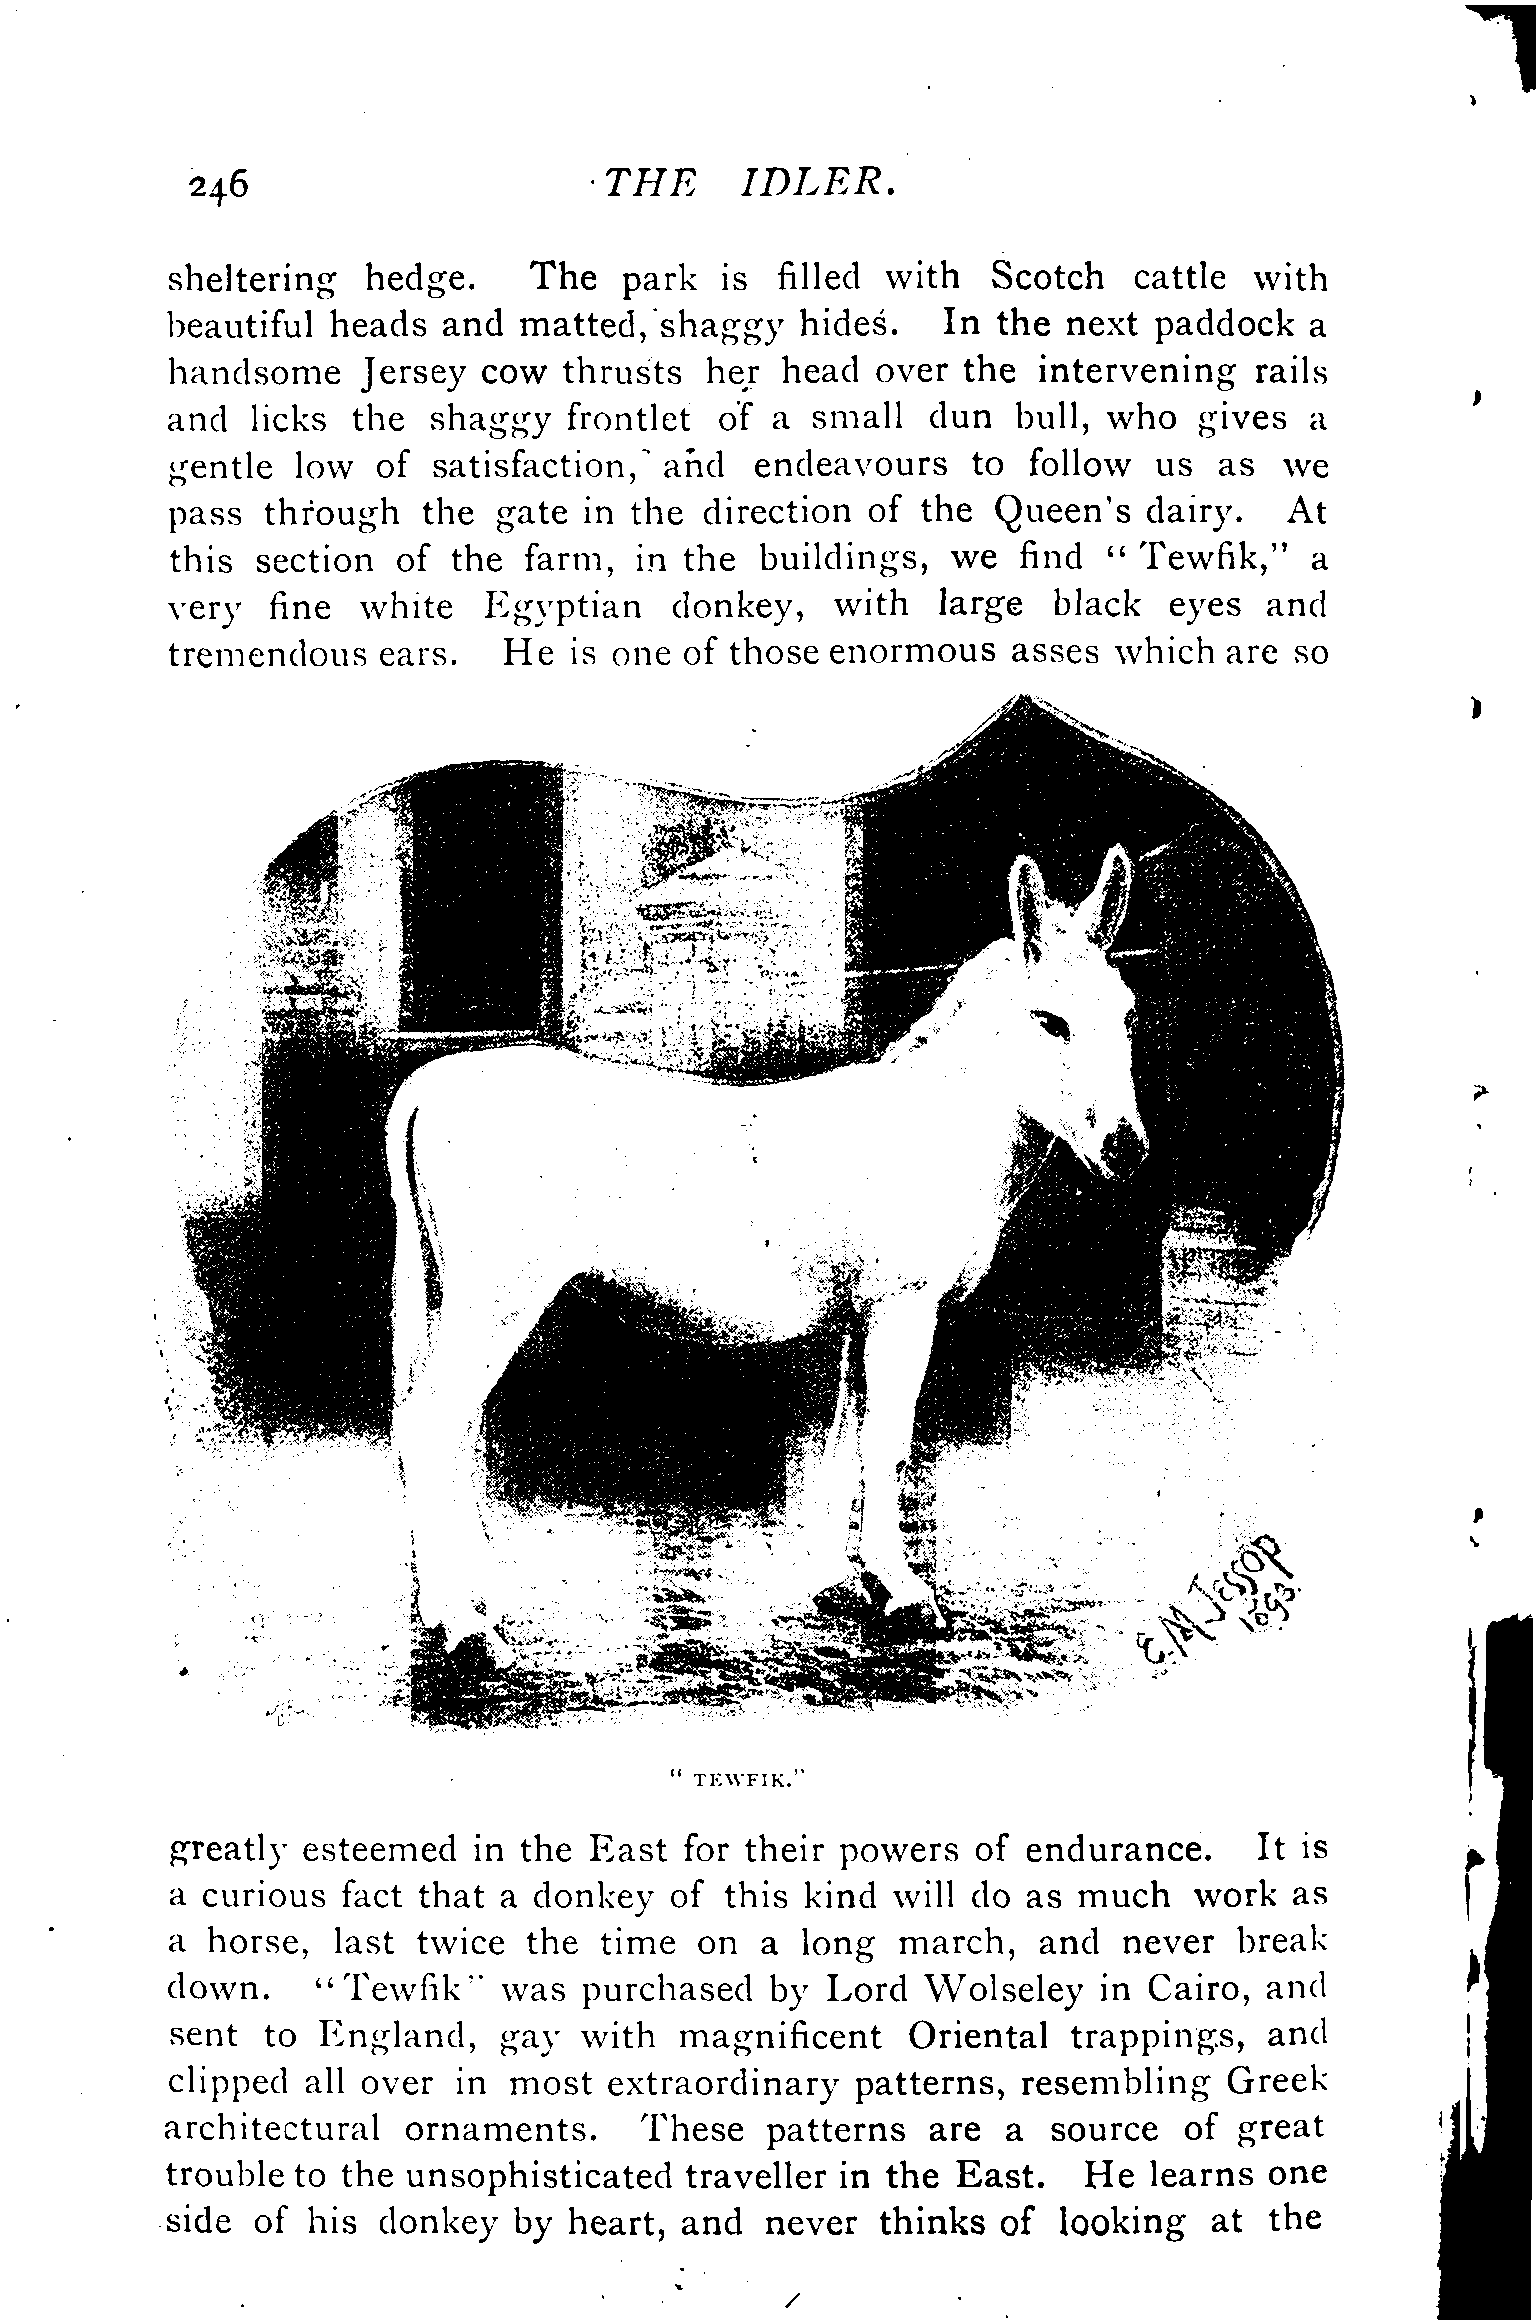 246 THE IDLER.
sheltering hedge. The park is filled with Scotch cattle with
beautiful heads and matted, shaggy hides. In the next paddock a
handsome Jersey cow thrusts her head over the intervening rails
and licks the shaggy frontlet of a small dun bull, who gives a
gentle low of satisfaction, and endeavours to follow us as we
pass through the gate in the direction of the Queen's dairy. At
this section of the farm, in the buildings, we find "Tewfik," a
very fine white Egyptian donkey, with large black eyes and
tremendous ears. He is one of those enormous asses which are so
E.M Jessop
1893.
"TEWFIK."
greatly esteemed in the East for their powers of endurance. It is
a curious fact that a donkey of this kind will do as much work as
a horse, last twice the time on a long march, and never break
down. "Tewfik" was purchased by Lord Wolseley in Cairo, and
sent to England, gay with magnificent Oriental trappings, and
clipped all over in most extraordinary patterns, resembling Greek
architectural ornaments. These patterns are a source of great
trouble to the unsophisticated traveller in the East. He learns one
side of his donkey by heart, and never thinks of looking at the